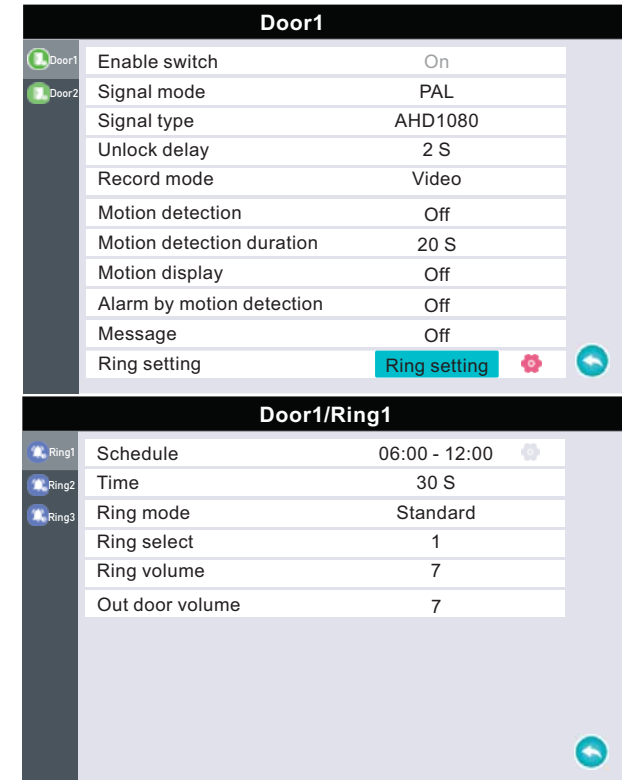 Door1
Door1
Door2
Enable switch On
Signal mode PAL
Signal type AHD1080
Unlock delay 2 S
Record mode Video
Motion detection Off
Motion detection duration 20 S
Motion display Off
Alarm by motion detection Off
Message Off
Ring setting Ring setting
Door1/Ring1
Ring1
Ring2
Ring3
Schedule 06:00 - 12:00
Time 30 S
Ring mode Standard
Ring select 1
Ring volume 7
Out door volume 7